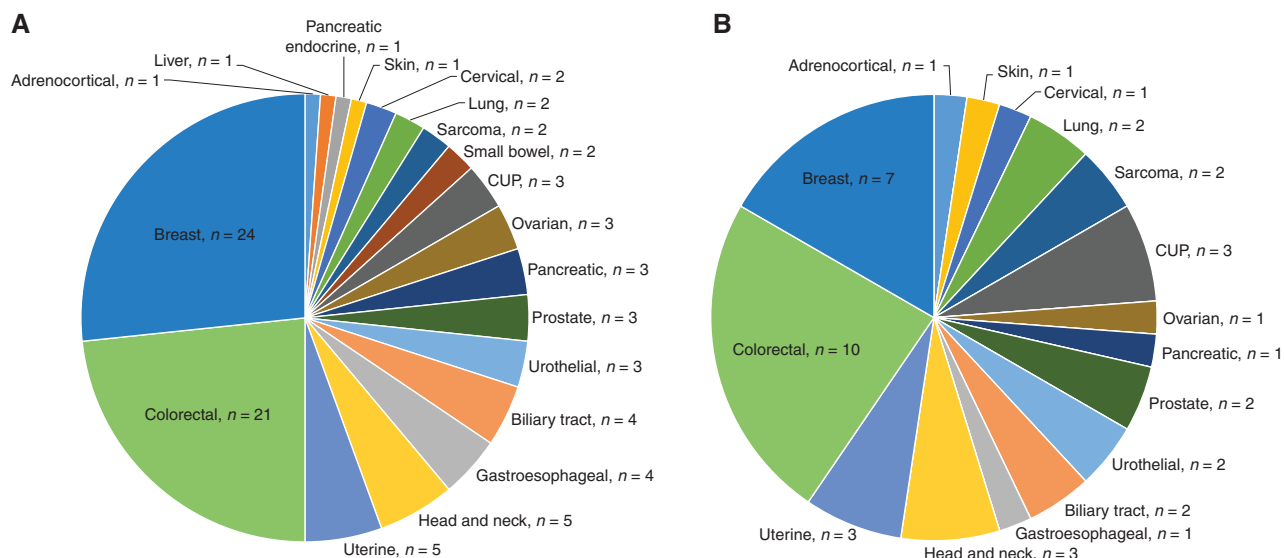 A
Pancreatic
endocrine, n = 1
Liver, n = 1
Skin, n = 1
Adrenocortical, n = 1
Cervical, n = 2
Lung, n = 2
Sarcoma, n = 2
Small bowel, n = 2
CUP, n = 3
Ovarian, n = 3
Pancreatic, n = 3
Prostate, n = 3
Urothelial, n = 3
Biliary tract, n = 4
Gastroesophageal, n = 4
Head and neck, n = 5
Uterine, n = 5
Colorectal, n = 21
Breast, n = 24
B
Adrenocortical, n = 1
Skin, n = 1
Cervical, n = 1
Lung, n = 2
Sarcoma, n = 2
CUP, n = 3
Ovarian, n = 1
Pancreatic, n = 1
Prostate, n = 2
Urothelial, n = 2
Biliary tract, n = 2
Gastroesophageal, n = 1
Head and neck, n = 3
Uterine, n = 3
Colorectal, n = 10
Breast, n = 7